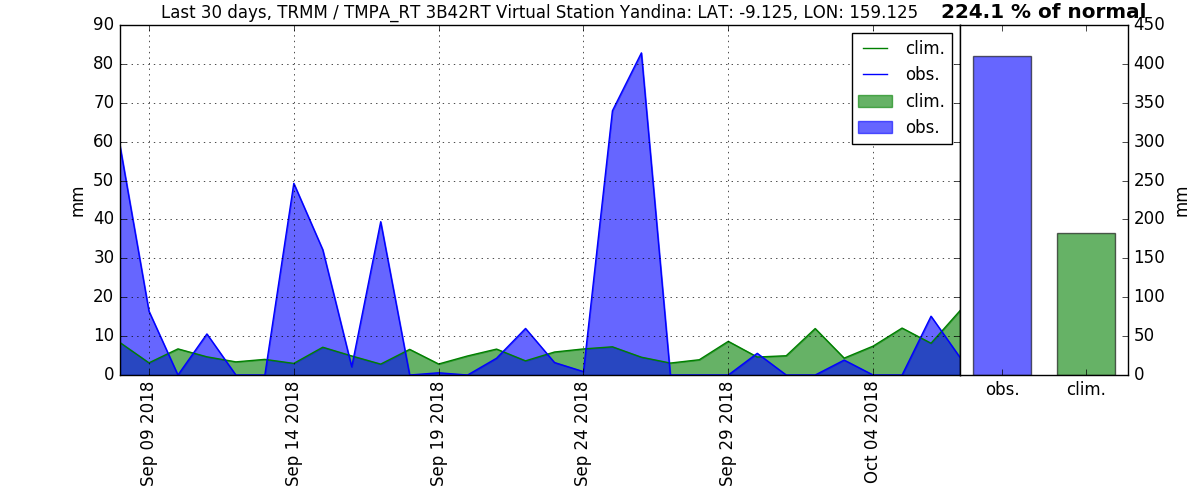 Last 30 days, TRMM / TMPA_RT 3B42RT Virtual Station Yandina: LAT: -9.125, LON: 159.125
224.1 % of normal
90
80
70
60
50
40
30
20
10
0
mm
clim.
obs.
clim.
obs.
450
400
350
300
250
200
150
100
50
0
mm
Sep 09 2018
Sep 14 2018
Sep 19 2018
Sep 24 2018
Sep 29 2018
Oct 04 2018
obs.
clim.